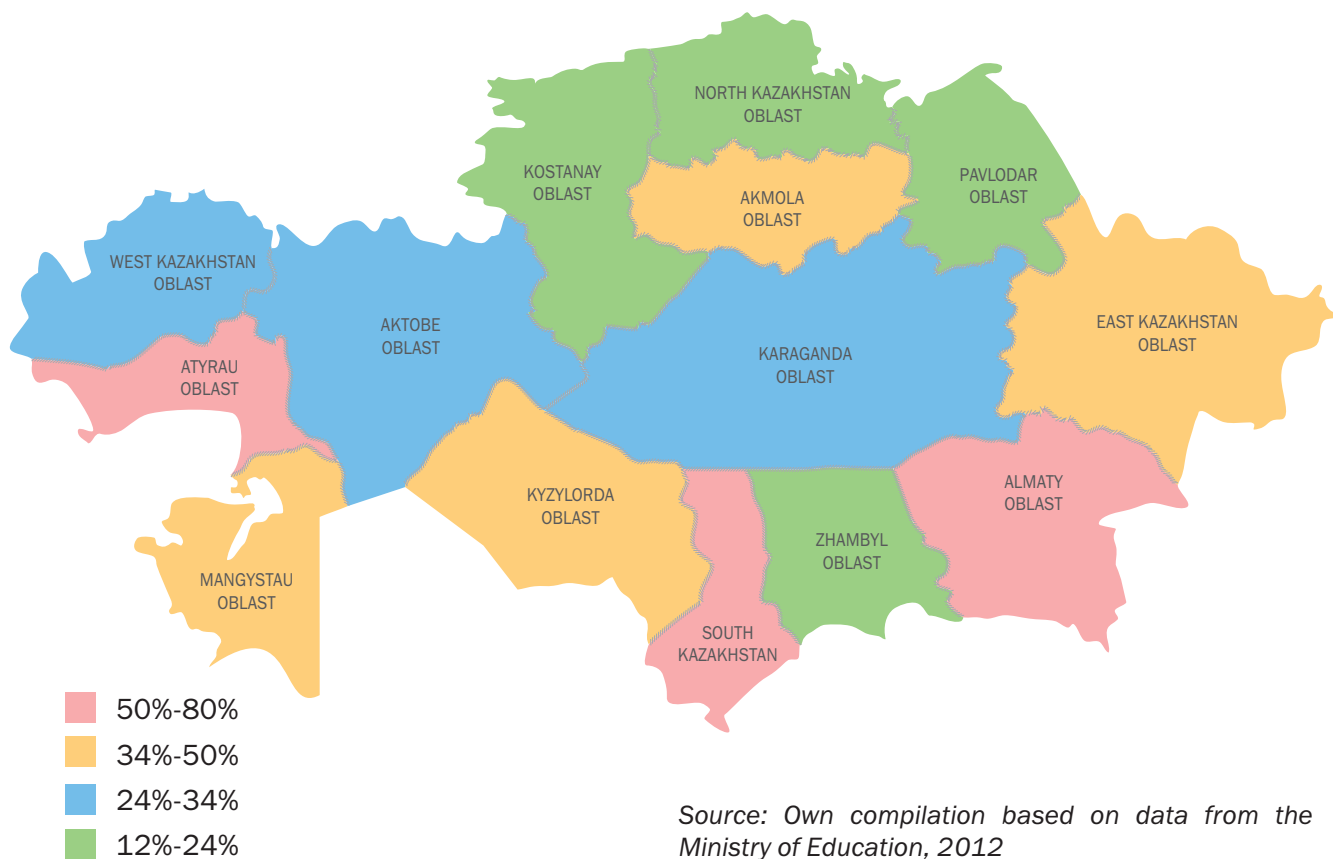 NORTH KAZAKHSTAN
OBLAST
KOSTANAY
OBLAST
PAVLODAR
OBLAST
AKMOLA
OBLAST
WEST KAZAKHSTAN
OBLAST
AKTOBE
OBLAST
EAST KAZAKHSTAN
OBLAST
KARAGANDA
OBLAST
ATYRAU
OBLAST
ALMATY
OBLAST
KYZYLORDA
OBLAST
ZHAMBYL
OBLAST
MANGYSTAU
OBLAST
SOUTH
KAZAKHSTAN
50%-80%
34%-50%
24%-34%
12%-24%
Source: Own compilation based on data from the
Ministry of Education, 2012